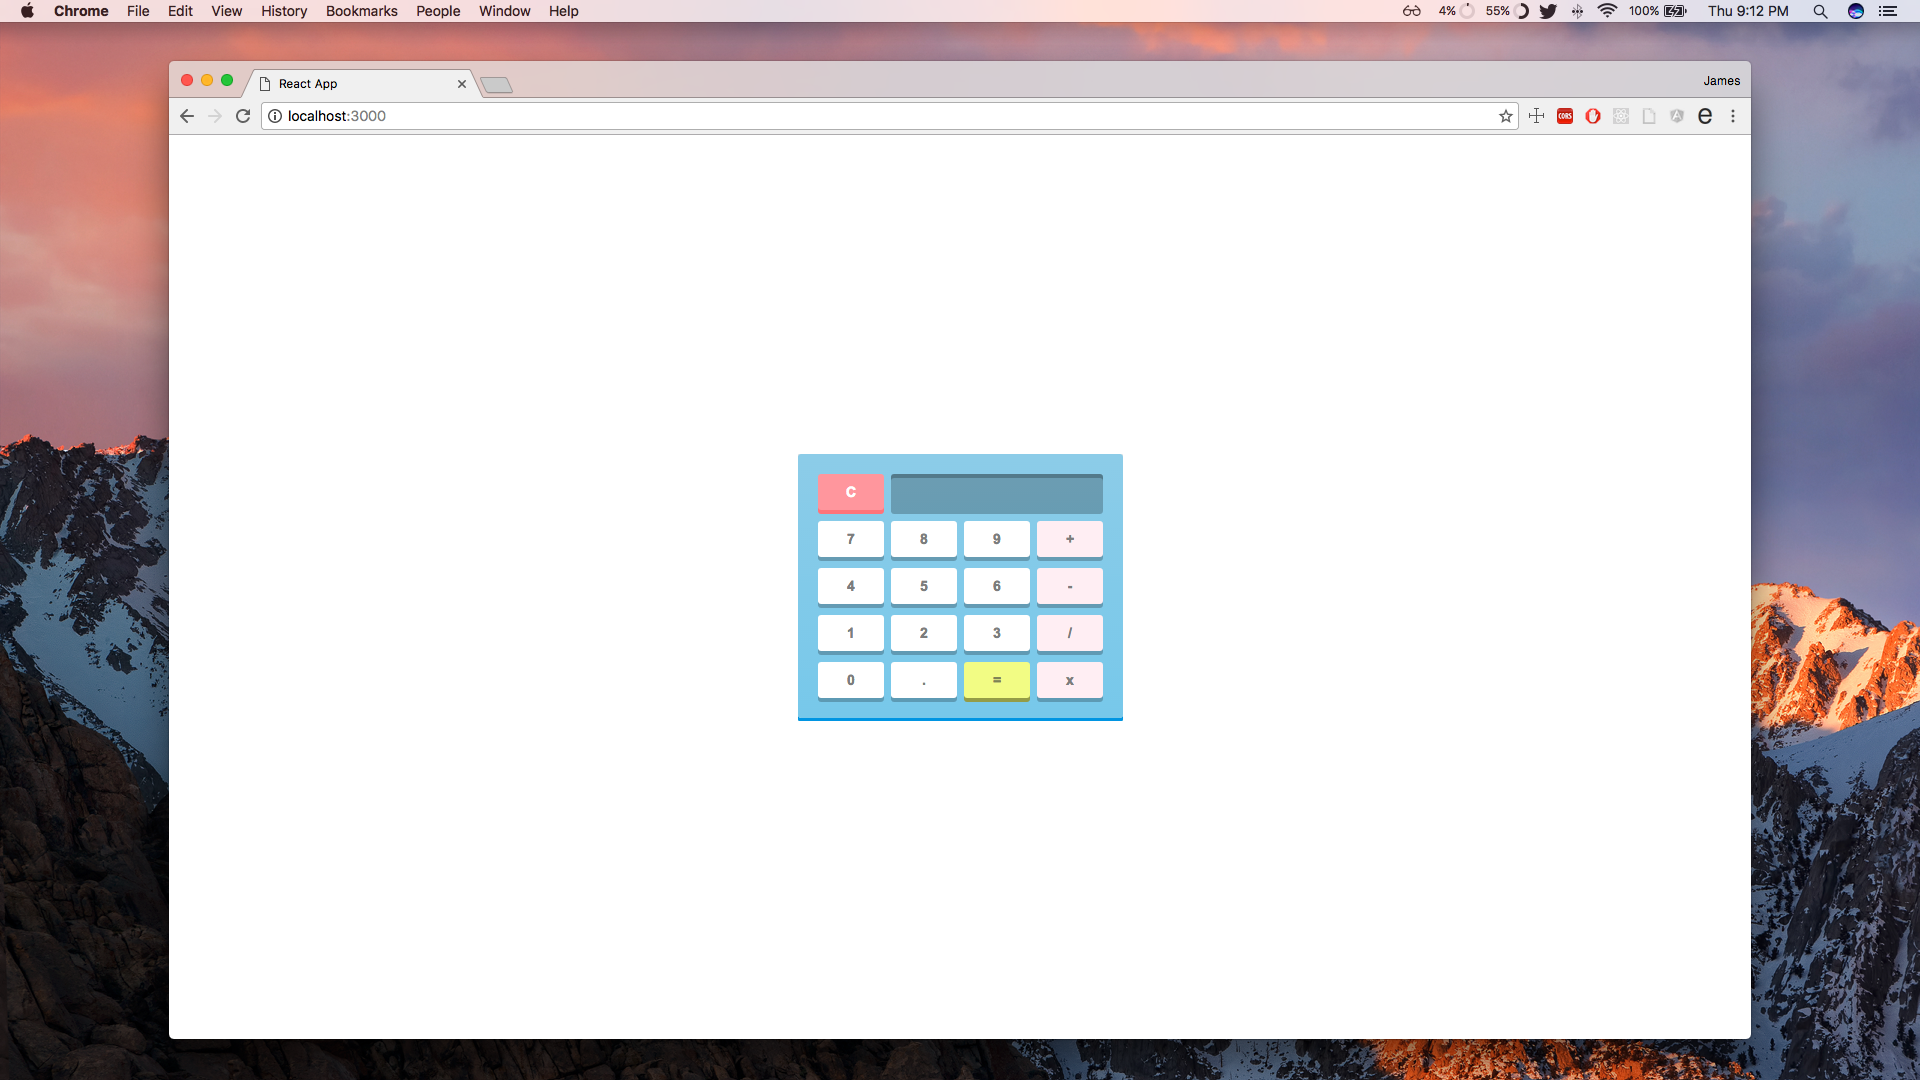 Chrome File Edit View History Bookmarks People Window Help 4% 55% 100% Thu 9:12 PM
React App James
localhost:3000 CORS A e
C
7 8 9 +
4 5 6 -
1 2 3 /
0 . = x